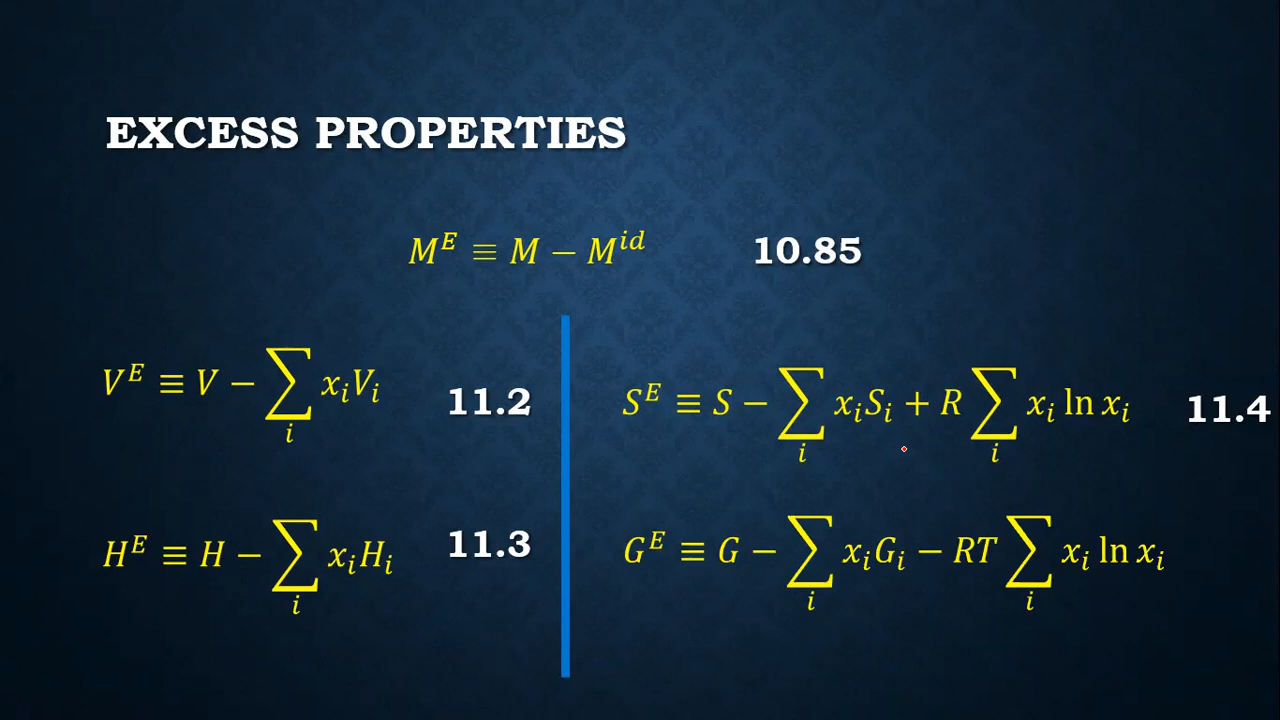 EXCESS PROPERTIES
M^E ≡ M − M^{id} 10.85
V^E ≡ V − ∑_i x_i V_i 11.2
H^E ≡ H − ∑_i x_i H_i 11.3
S^E ≡ S − ∑_i x_i S_i + R ∑_i x_i ln x_i 11.4
G^E ≡ G − ∑_i x_i G_i − RT ∑_i x_i ln x_i